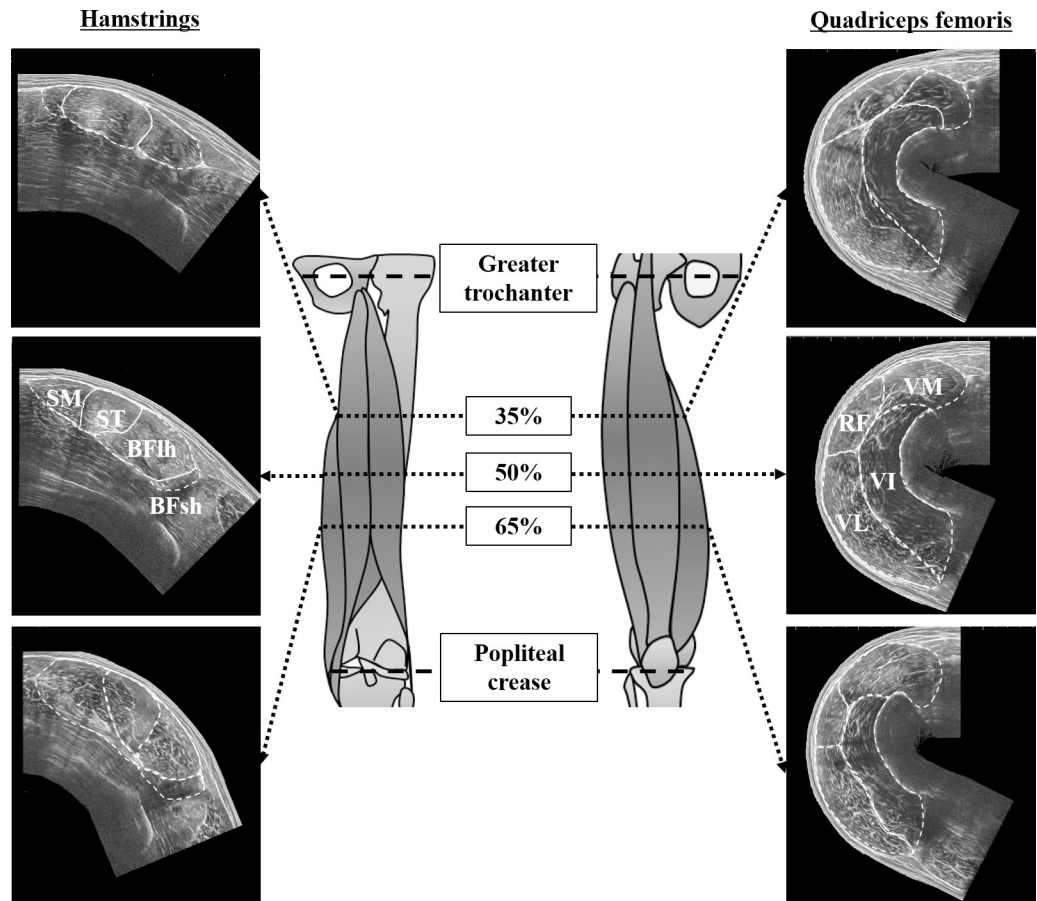 Hamstrings
Quadriceps femoris
Greater
trochanter
35%
50%
65%
Popliteal
crease
SM
ST
BFlh
BFsh
VM
RF
VI
VL